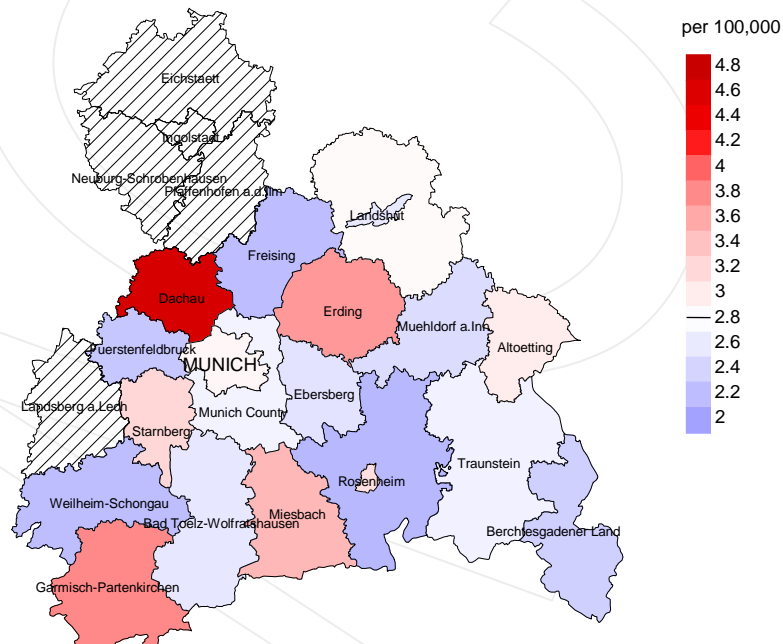 per 100,000
4.8
4.6
4.4
4.2
4
3.8
3.6
3.4
3.2
3
2.8
2.6
2.4
2.2
2
Eichstaett
Ingolstadt
Neuburg-Schrobenhausen
Pfaffenhofen a.d.Ilm
Landshut
Freising
Dachau
Erding
Muehldorf a.Inn
Altoetting
Fuerstenfeldbruck
MUNICH
Ebersberg
Landsberg a.Lech
Munich County
Starnberg
Traunstein
Rosenheim
Weilheim-Schongau
Miesbach
Bad Toelz-Wolfratshausen
Berchtesgadener Land
Garmisch-Partenkirchen